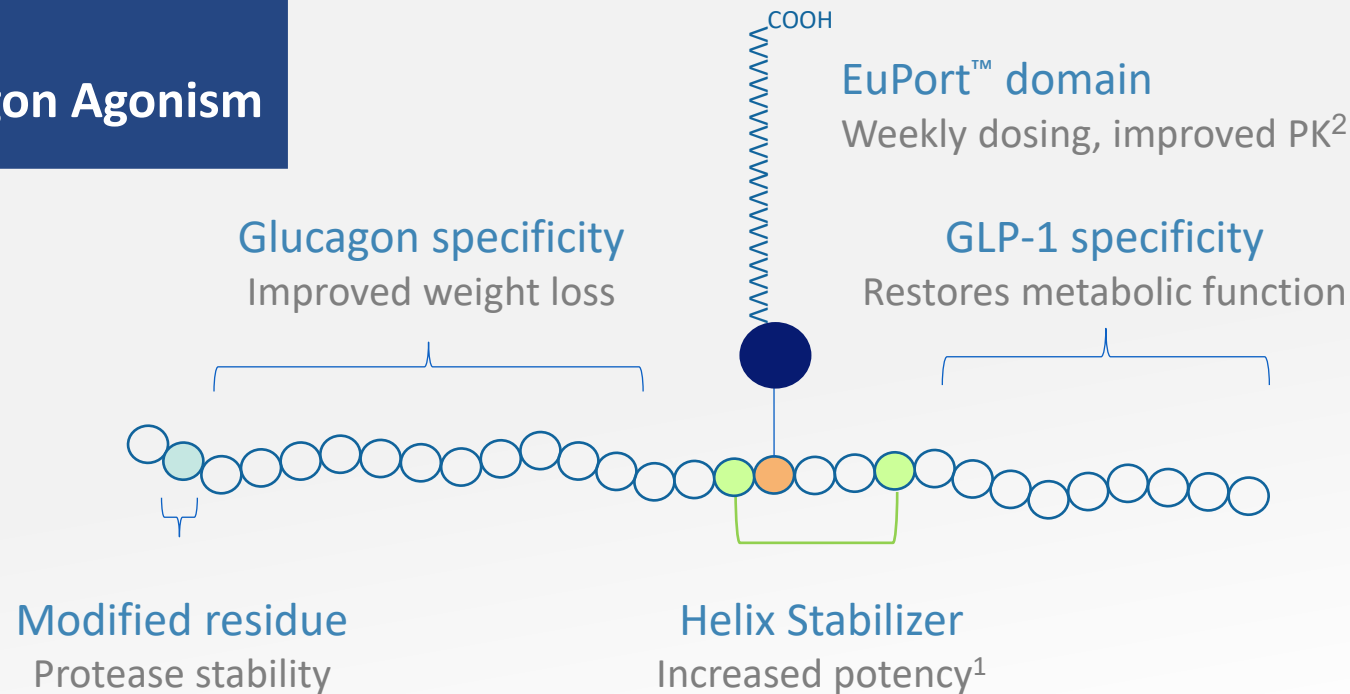 Agonism
COOH
EuPort™ domain
Weekly dosing, improved PK²
Glucagon specificity
Improved weight loss
GLP-1 specificity
Restores metabolic function
Modified residue
Protease stability
Helix Stabilizer
Increased potency¹